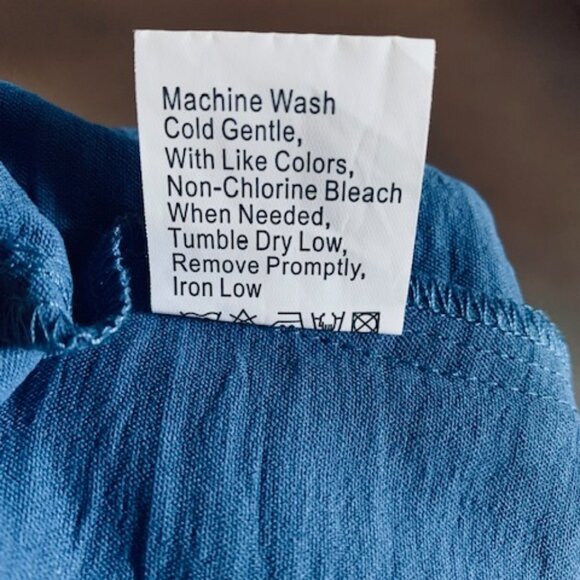 Machine Wash
Cold Gentle,
With Like Colors,
Non-Chlorine Bleach
When Needed,
Tumble Dry Low,
Remove Promptly,
Iron Low